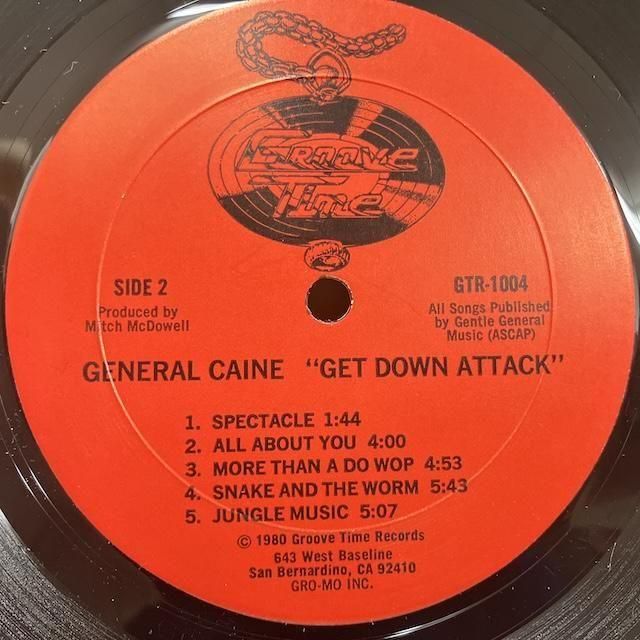 GROOVE
TIME
SIDE 2
Produced by
Mitch McDowell
GTR-1004
All Songs Published
by Gentle General
Music (ASCAP)
GENERAL CAINE "GET DOWN ATTACK"
1. SPECTACLE 1:44
2. ALL ABOUT YOU 4:00
3. MORE THAN A DO WOP 4:53
4. SNAKE AND THE WORM 5:43
5. JUNGLE MUSIC 5:07
© 1980 Groove Time Records
643 West Baseline
San Bernardino, CA 92410
GRO-MO INC.